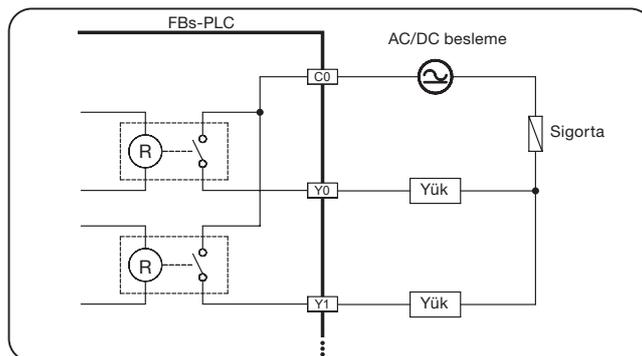 FBs-PLC
AC/DC besleme
C0
Sigorta
R
Y0
Yük
R
Y1
Yük